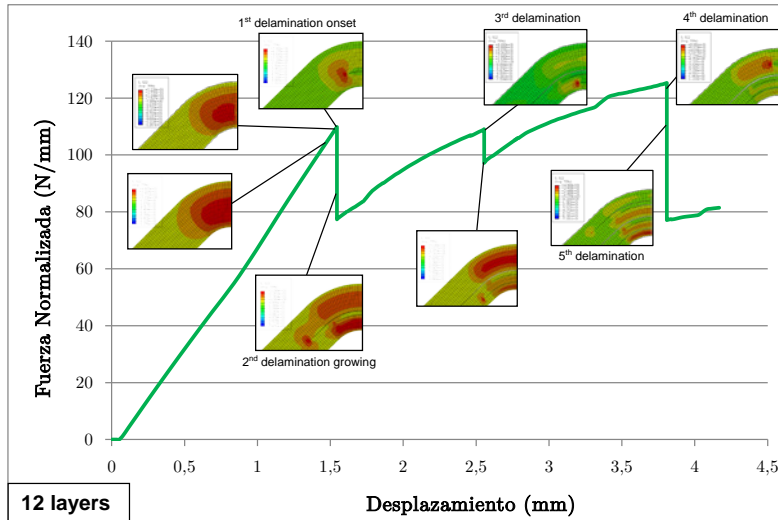 1st delamination onset
3rd delamination
4th delamination
140
120
100
80
60
40
20
0
Fuerza Normalizada (N/mm)
2nd delamination growing
5th delamination
0
0,5
1
1,5
2
2,5
3
3,5
4
4,5
Desplazamiento (mm)
12 layers